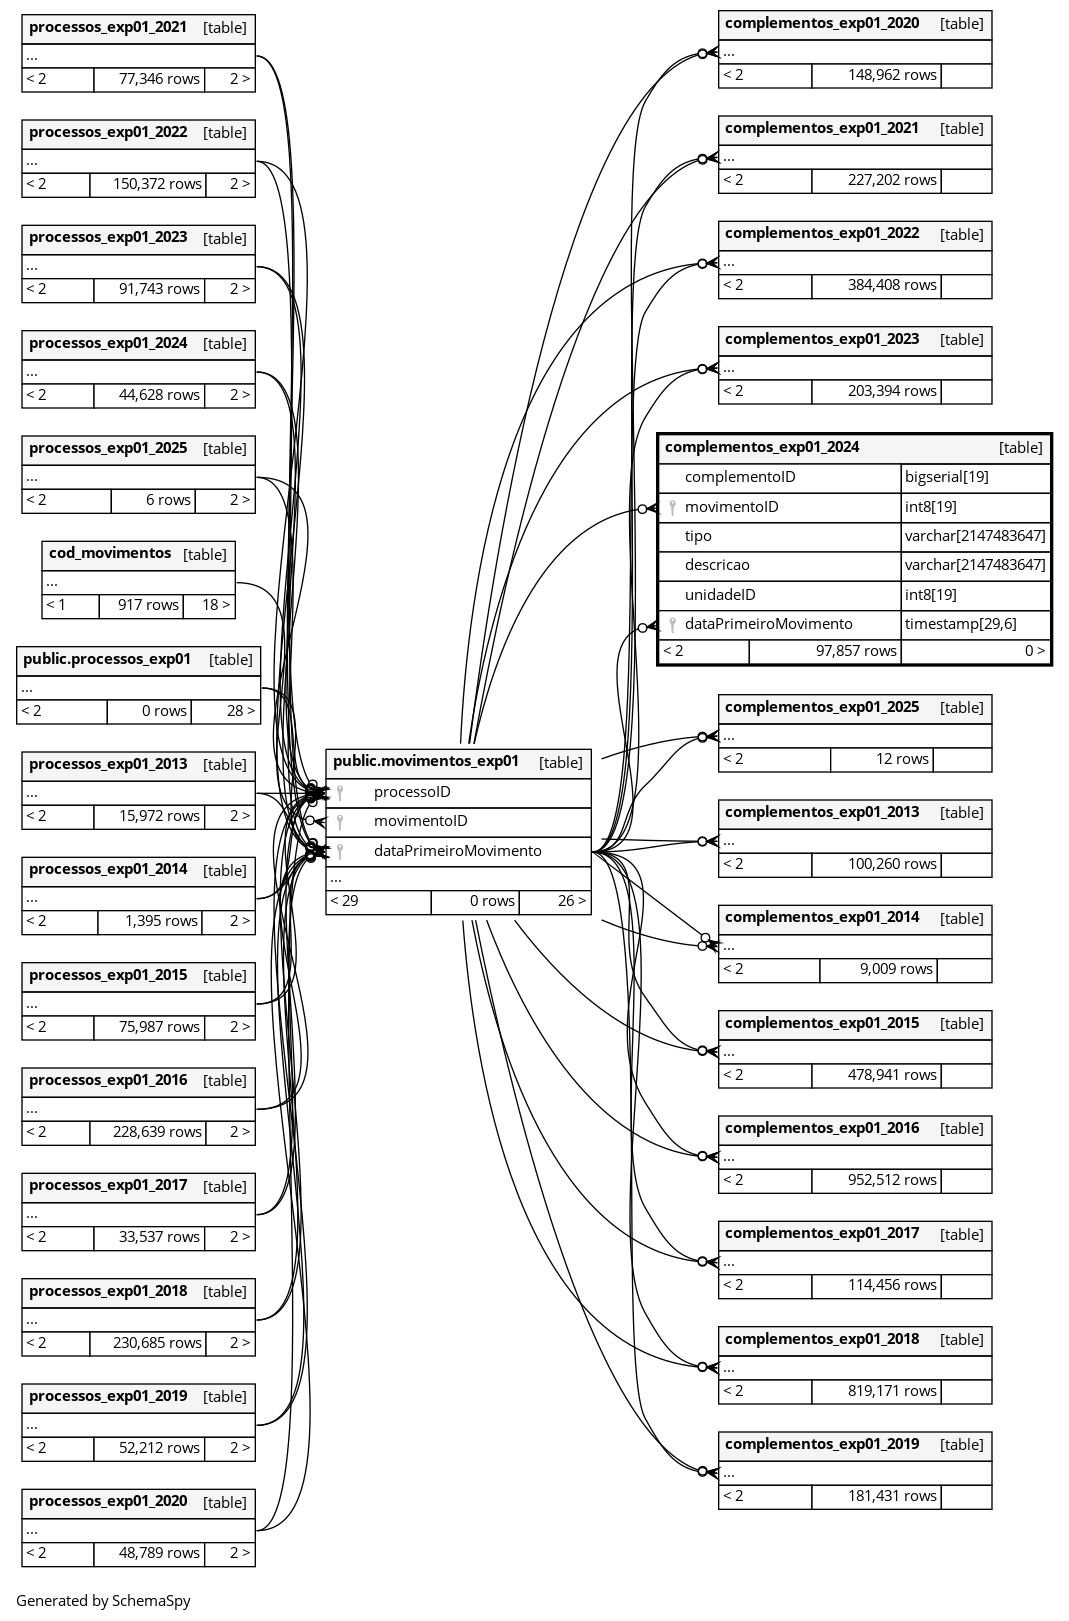 processos_exp01_2021 [table]
...
< 2 77,346 rows 2 >
processos_exp01_2022 [table]
...
< 2 150,372 rows 2 >
processos_exp01_2023 [table]
...
< 2 91,743 rows 2 >
processos_exp01_2024 [table]
...
< 2 44,628 rows 2 >
processos_exp01_2025 [table]
...
< 2 6 rows 2 >
cod_movimentos [table]
...
< 1 917 rows 18 >
public.processos_exp01 [table]
...
< 2 0 rows 28 >
processos_exp01_2013 [table]
...
< 2 15,972 rows 2 >
processos_exp01_2014 [table]
...
< 2 1,395 rows 2 >
processos_exp01_2015 [table]
...
< 2 75,987 rows 2 >
processos_exp01_2016 [table]
...
< 2 228,639 rows 2 >
processos_exp01_2017 [table]
...
< 2 33,537 rows 2 >
processos_exp01_2018 [table]
...
< 2 230,685 rows 2 >
processos_exp01_2019 [table]
...
< 2 52,212 rows 2 >
processos_exp01_2020 [table]
...
< 2 48,789 rows 2 >
public.movimentos_exp01 [table]
processoID
movimentoID
dataPrimeiroMovimento
...
< 29 0 rows 26 >
complementos_exp01_2020 [table]
...
< 2 148,962 rows
complementos_exp01_2021 [table]
...
< 2 227,202 rows
complementos_exp01_2022 [table]
...
< 2 384,408 rows
complementos_exp01_2023 [table]
...
< 2 203,394 rows
complementos_exp01_2024 [table]
complementoID bigserial[19]
movimentoID int8[19]
tipo varchar[2147483647]
descricao varchar[2147483647]
unidadeID int8[19]
dataPrimeiroMovimento timestamp[29,6]
< 2 97,857 rows 0 >
complementos_exp01_2025 [table]
...
< 2 12 rows
complementos_exp01_2013 [table]
...
< 2 100,260 rows
complementos_exp01_2014 [table]
...
< 2 9,009 rows
complementos_exp01_2015 [table]
...
< 2 478,941 rows
complementos_exp01_2016 [table]
...
< 2 952,512 rows
complementos_exp01_2017 [table]
...
< 2 114,456 rows
complementos_exp01_2018 [table]
...
< 2 819,171 rows
complementos_exp01_2019 [table]
...
< 2 181,431 rows
Generated by SchemaSpy